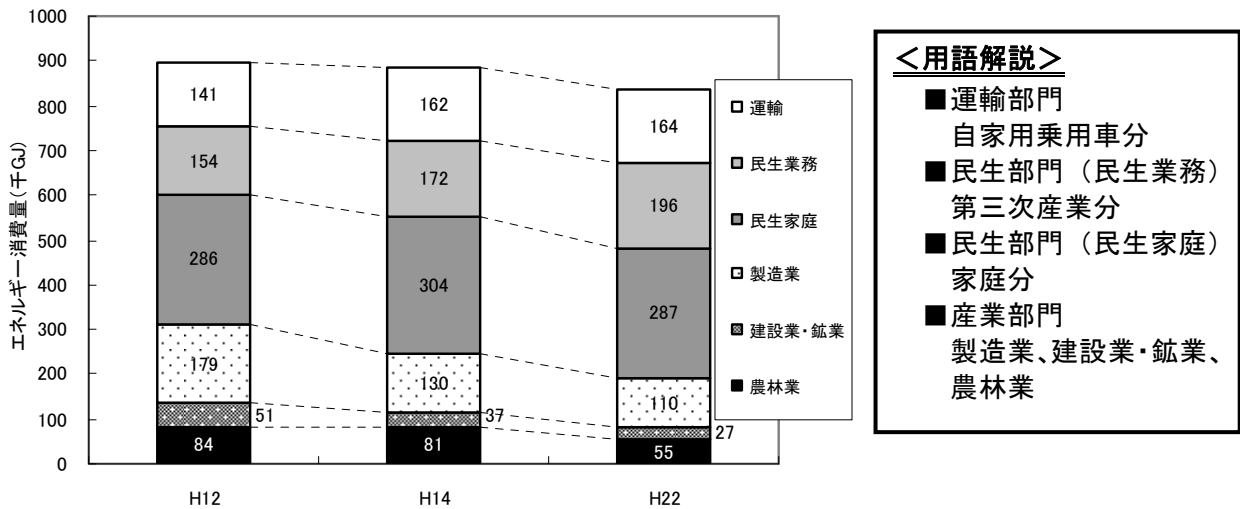 1000
900
800
700
600
500
400
300
200
100
0
エネルギー消費量(千GJ)
141
154
286
179
51
84
162
172
304
130
37
81
164
196
287
110
27
55
H12
H14
H22
運輸
民生業務
民生家庭
製造業
建設業・鉱業
農林業
＜用語解説＞
■運輸部門
自家用乗用車分
■民生部門（民生業務）
第三次産業分
■民生部門（民生家庭）
家庭分
■産業部門
製造業、建設業・鉱業、
農林業